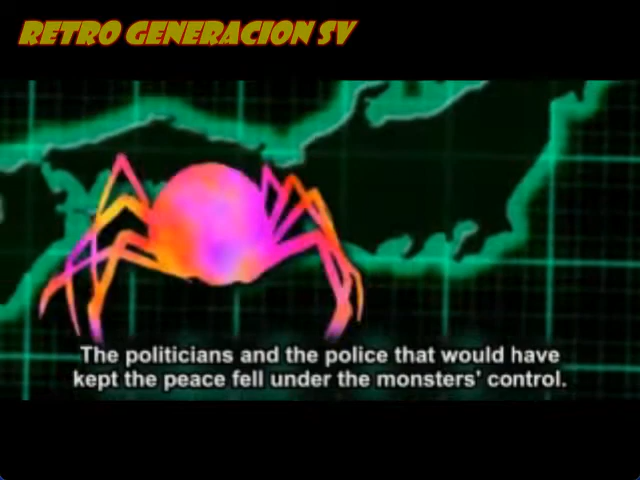 RETRO GENERACION SV
The politicians and the police that would have
kept the peace fell under the monsters' control.